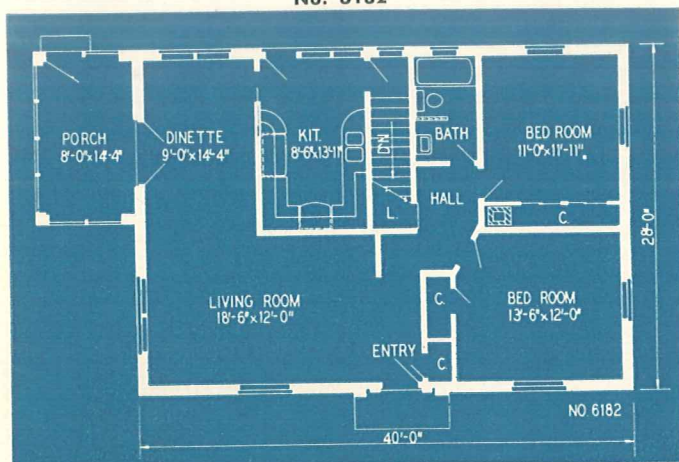 No. 6182
PORCH
8'-0"x14'-4"
DINETTE
9'-0"x14'-4"
KIT.
8'-6"x13'-11"
DN.
BATH
BED ROOM
11'-0"x11'-11"
L.
HALL
C.
28'-0"
LIVING ROOM
18'-6"x12'-0"
C.
BED ROOM
13'-6"x12'-0"
ENTRY
C.
NO. 6182
40'-0"